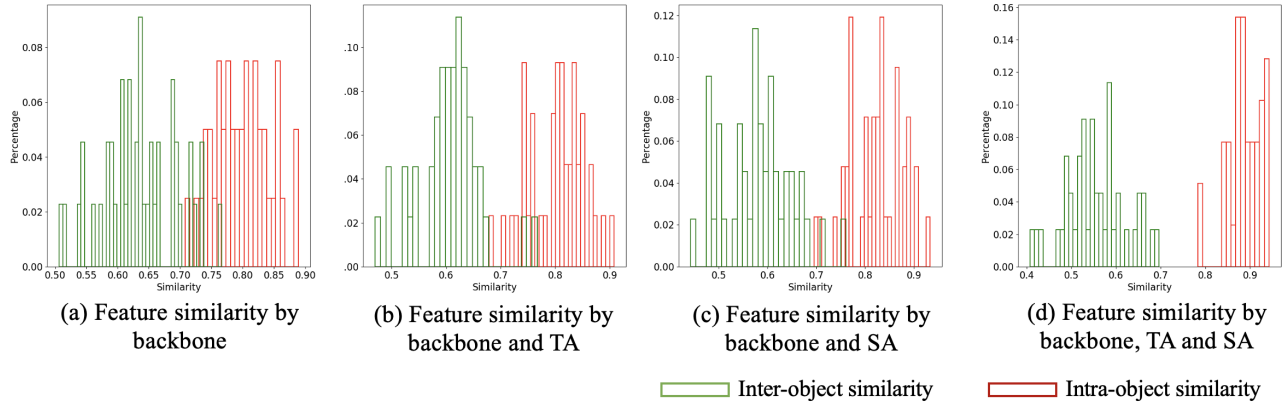 Percentage
0.08
0.06
0.04
0.02
0.00
0.50 0.55 0.60 0.65 0.70 0.75 0.80 0.85 0.90
Similarity
(a) Feature similarity by
backbone
Percentage
.10
.08
.06
.04
.02
.00
0.5 0.6 0.7 0.8 0.9
Similarity
(b) Feature similarity by
backbone and TA
Percentage
0.12
0.10
0.08
0.06
0.04
0.02
0.00
0.5 0.6 0.7 0.8 0.9
Similarity
(c) Feature similarity by
backbone and SA
Percentage
0.16
0.14
0.12
0.10
0.08
0.06
0.04
0.02
0.00
0.4 0.5 0.6 0.7 0.8 0.9
Similarity
(d) Feature similarity by
backbone, TA and SA
Inter-object similarity
Intra-object similarity